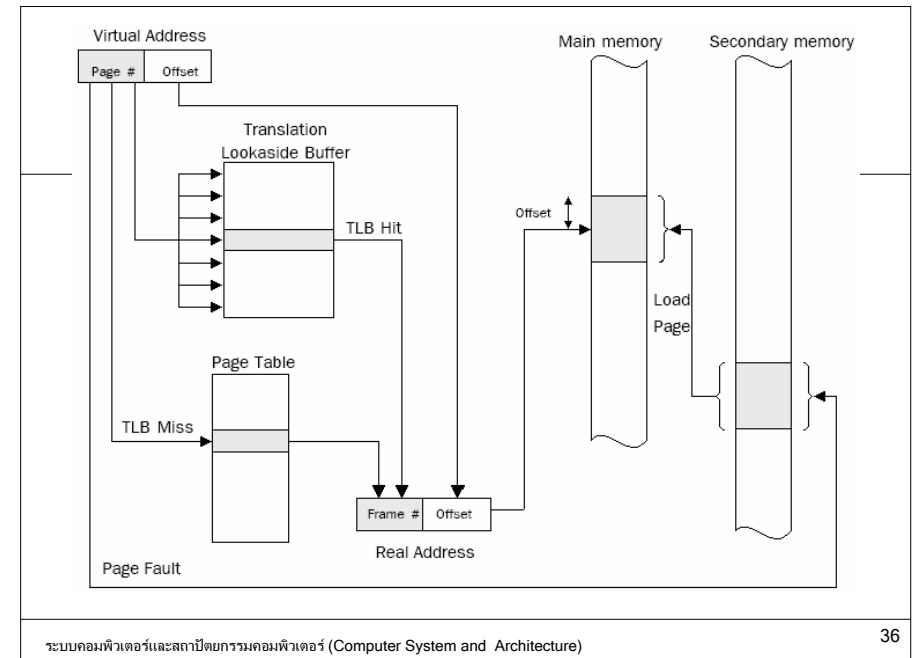 Virtual Address
Page #
Offset
Main memory
Secondary memory
Translation
Lookaside Buffer
Offset
TLB Hit
Load
Page
Page Table
TLB Miss
Frame #
Offset
Real Address
Page Fault
ระบบคอมพิวเตอร์และสถาปัตยกรรมคอมพิวเตอร์ (Computer System and Architecture)
36